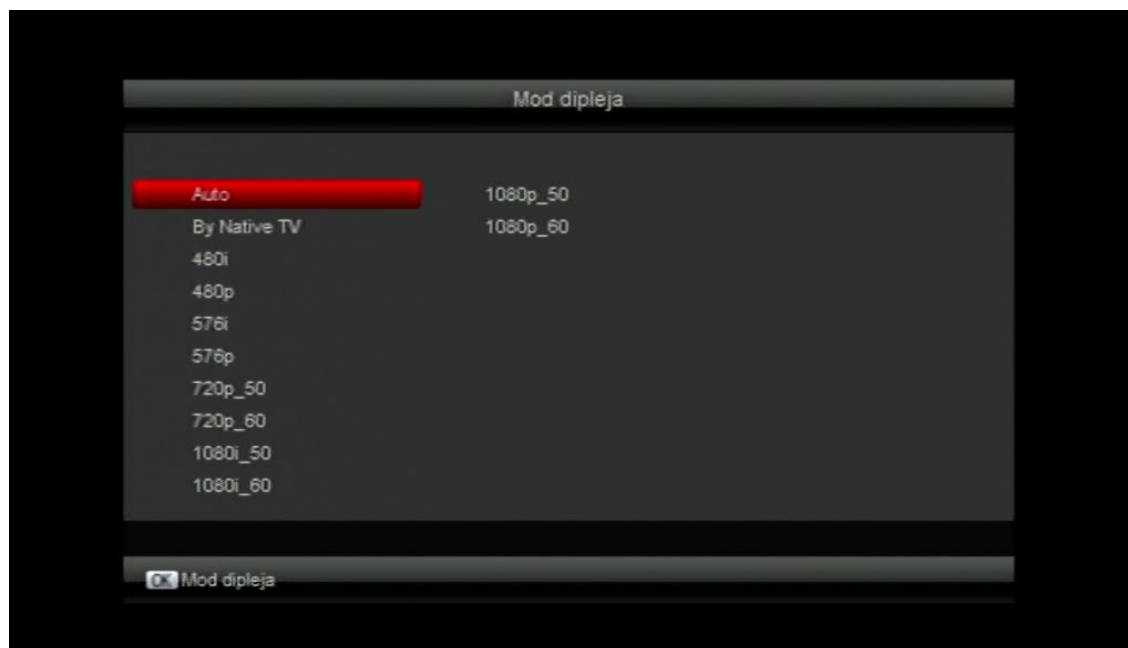 Mod dipleja
Auto
By Native TV
480i
480p
576i
576p
720p_50
720p_60
1080i_50
1080i_60
1080p_50
1080p_60
OK Mod dipleja